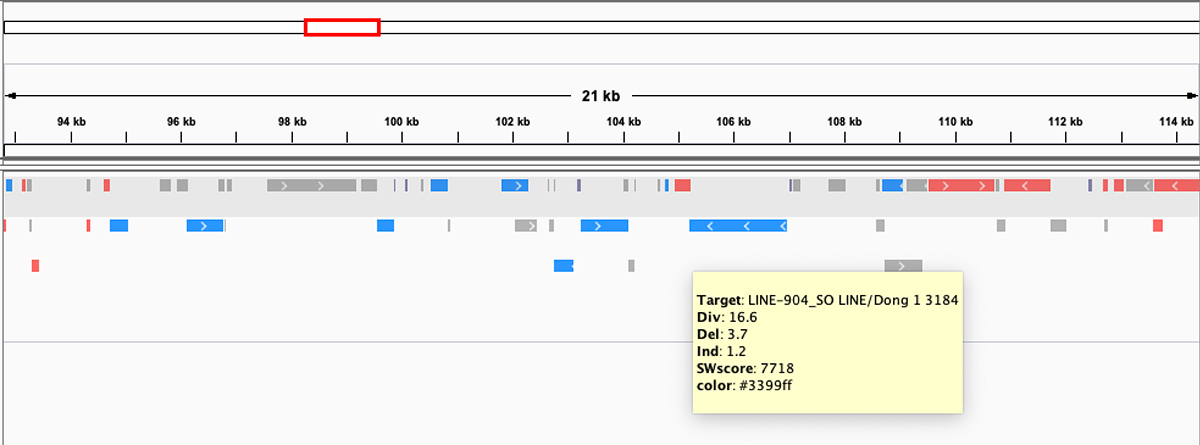 21 kb
94 kb 96 kb 98 kb 100 kb 102 kb 104 kb 106 kb 108 kb 110 kb 112 kb 114 kb
Target: LINE-904_SO LINE/Dong 1 3184
Div: 16.6
Del: 3.7
Ind: 1.2
SWscore: 7718
color: #3399ff